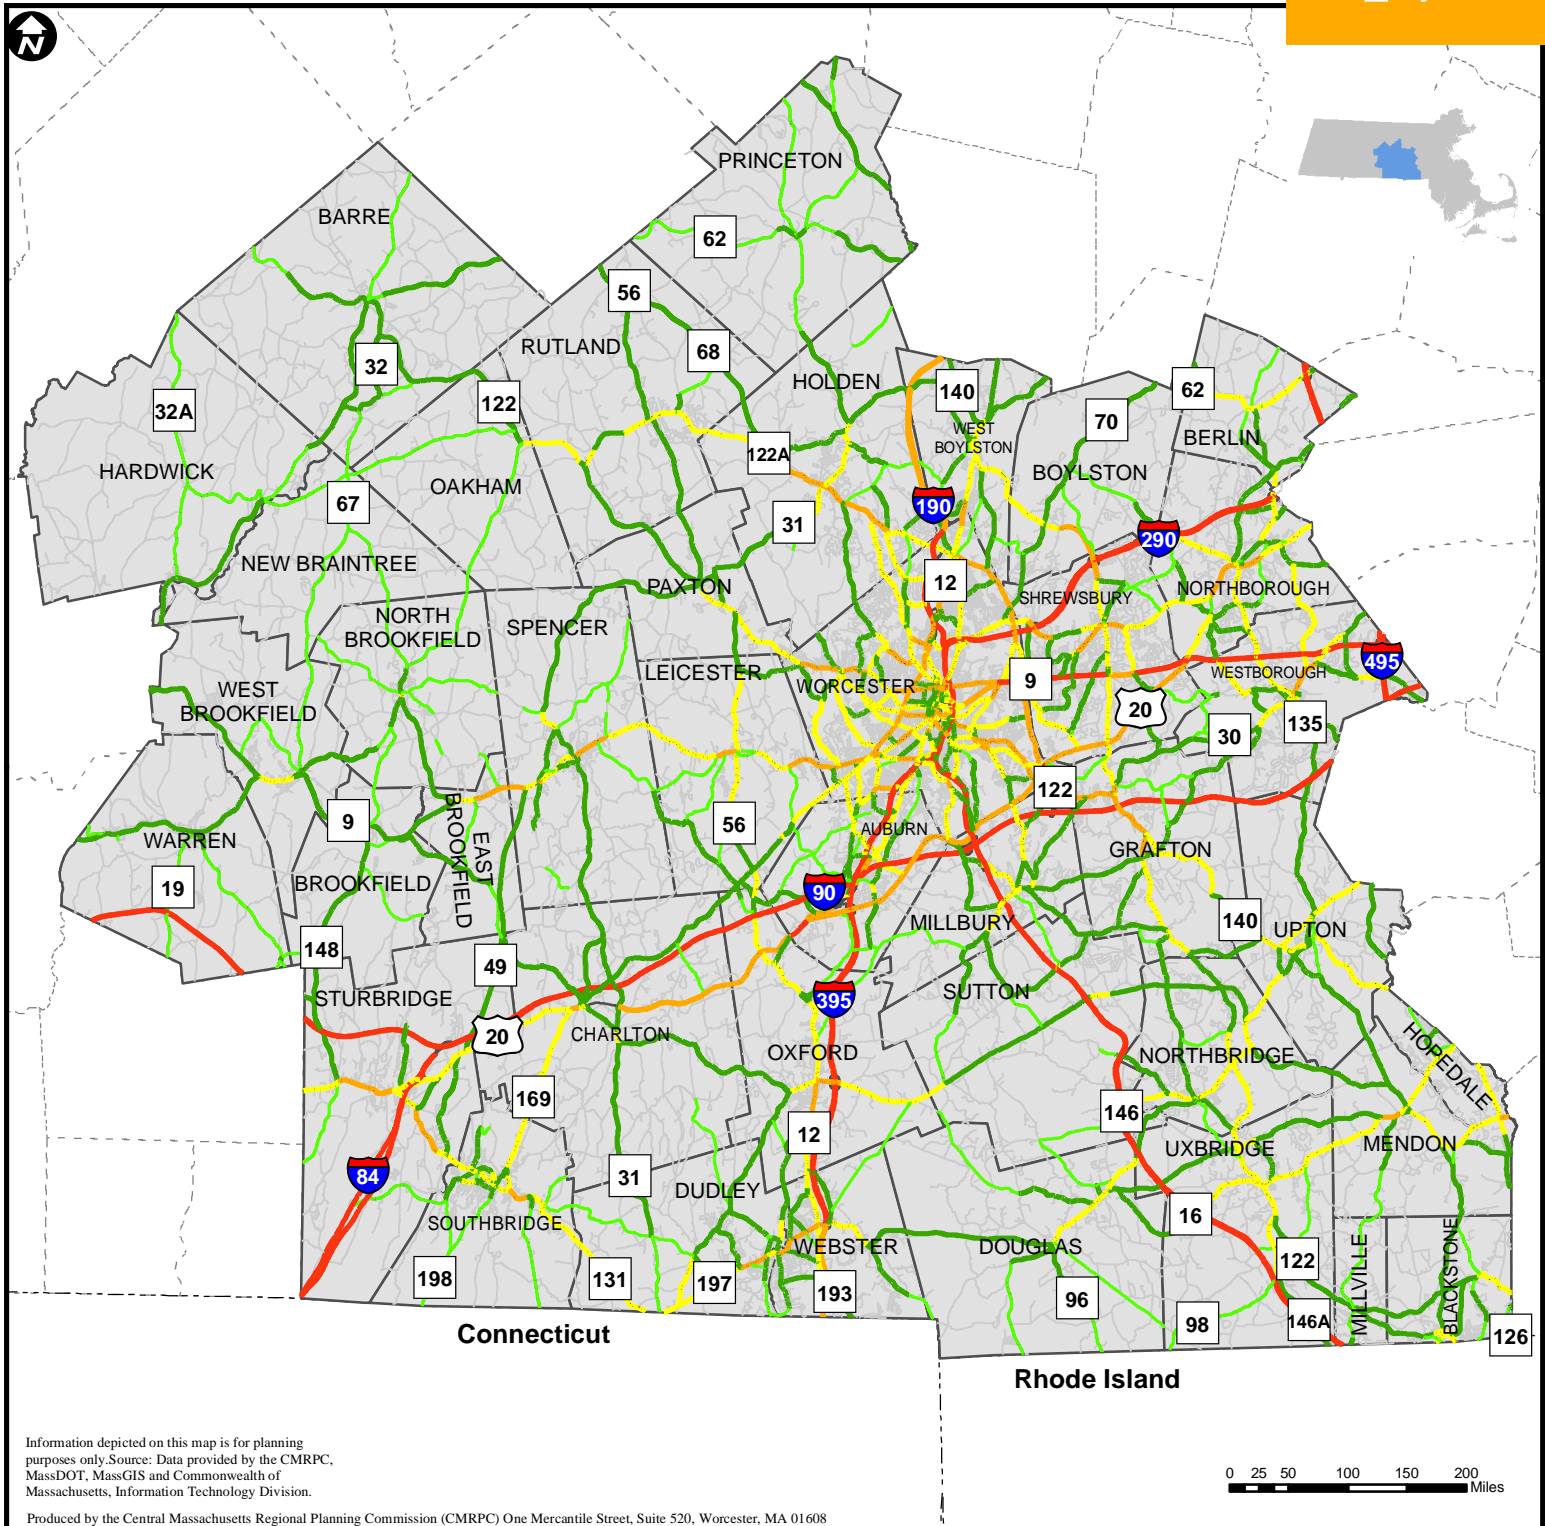 N
PRINCETON
BARRE
62
56
RUTLAND
68
32
HOLDEN
140
62
32A
122
70
WEST
BOYLSTON
BERLIN
122A
HARDWICK
BOYLSTON
OAKHAM
67
190
31
290
NEW BRAINTREE
12
PAXTON
SHREWSBURY
NORTHBOROUGH
NORTH
BROOKFIELD
SPENCER
495
LEICESTER
WORCESTER
9
WESTBOROUGH
WEST
BROOKFIELD
20
30
135
122
9
56
EAST
BROOKFIELD
AUBURN
WARREN
GRAFTON
19
BROOKFIELD
90
MILLBURY
140
UPTON
148
49
STURBRIDGE
395
SUTTON
20
CHARLTON
OXFORD
NORTHBRIDGE
HOPEDALE
169
146
12
UXBRIDGE
MENDON
84
31
DUDLEY
16
SOUTHBRIDGE
WEBSTER
DOUGLAS
122
MILLVILLE
BLACKSTONE
198
131
197
193
96
98
146A
126
Connecticut
Rhode Island
Information depicted on this map is for planning
purposes only.Source: Data provided by the CMRPC,
MassDOT, MassGIS and Commonwealth of
Massachusetts, Information Technology Division.
0 25 50 100 150 200
Miles
Produced by the Central Massachusetts Regional Planning Commission (CMRPC) One Mercantile Street, Suite 520, Worcester, MA 01608